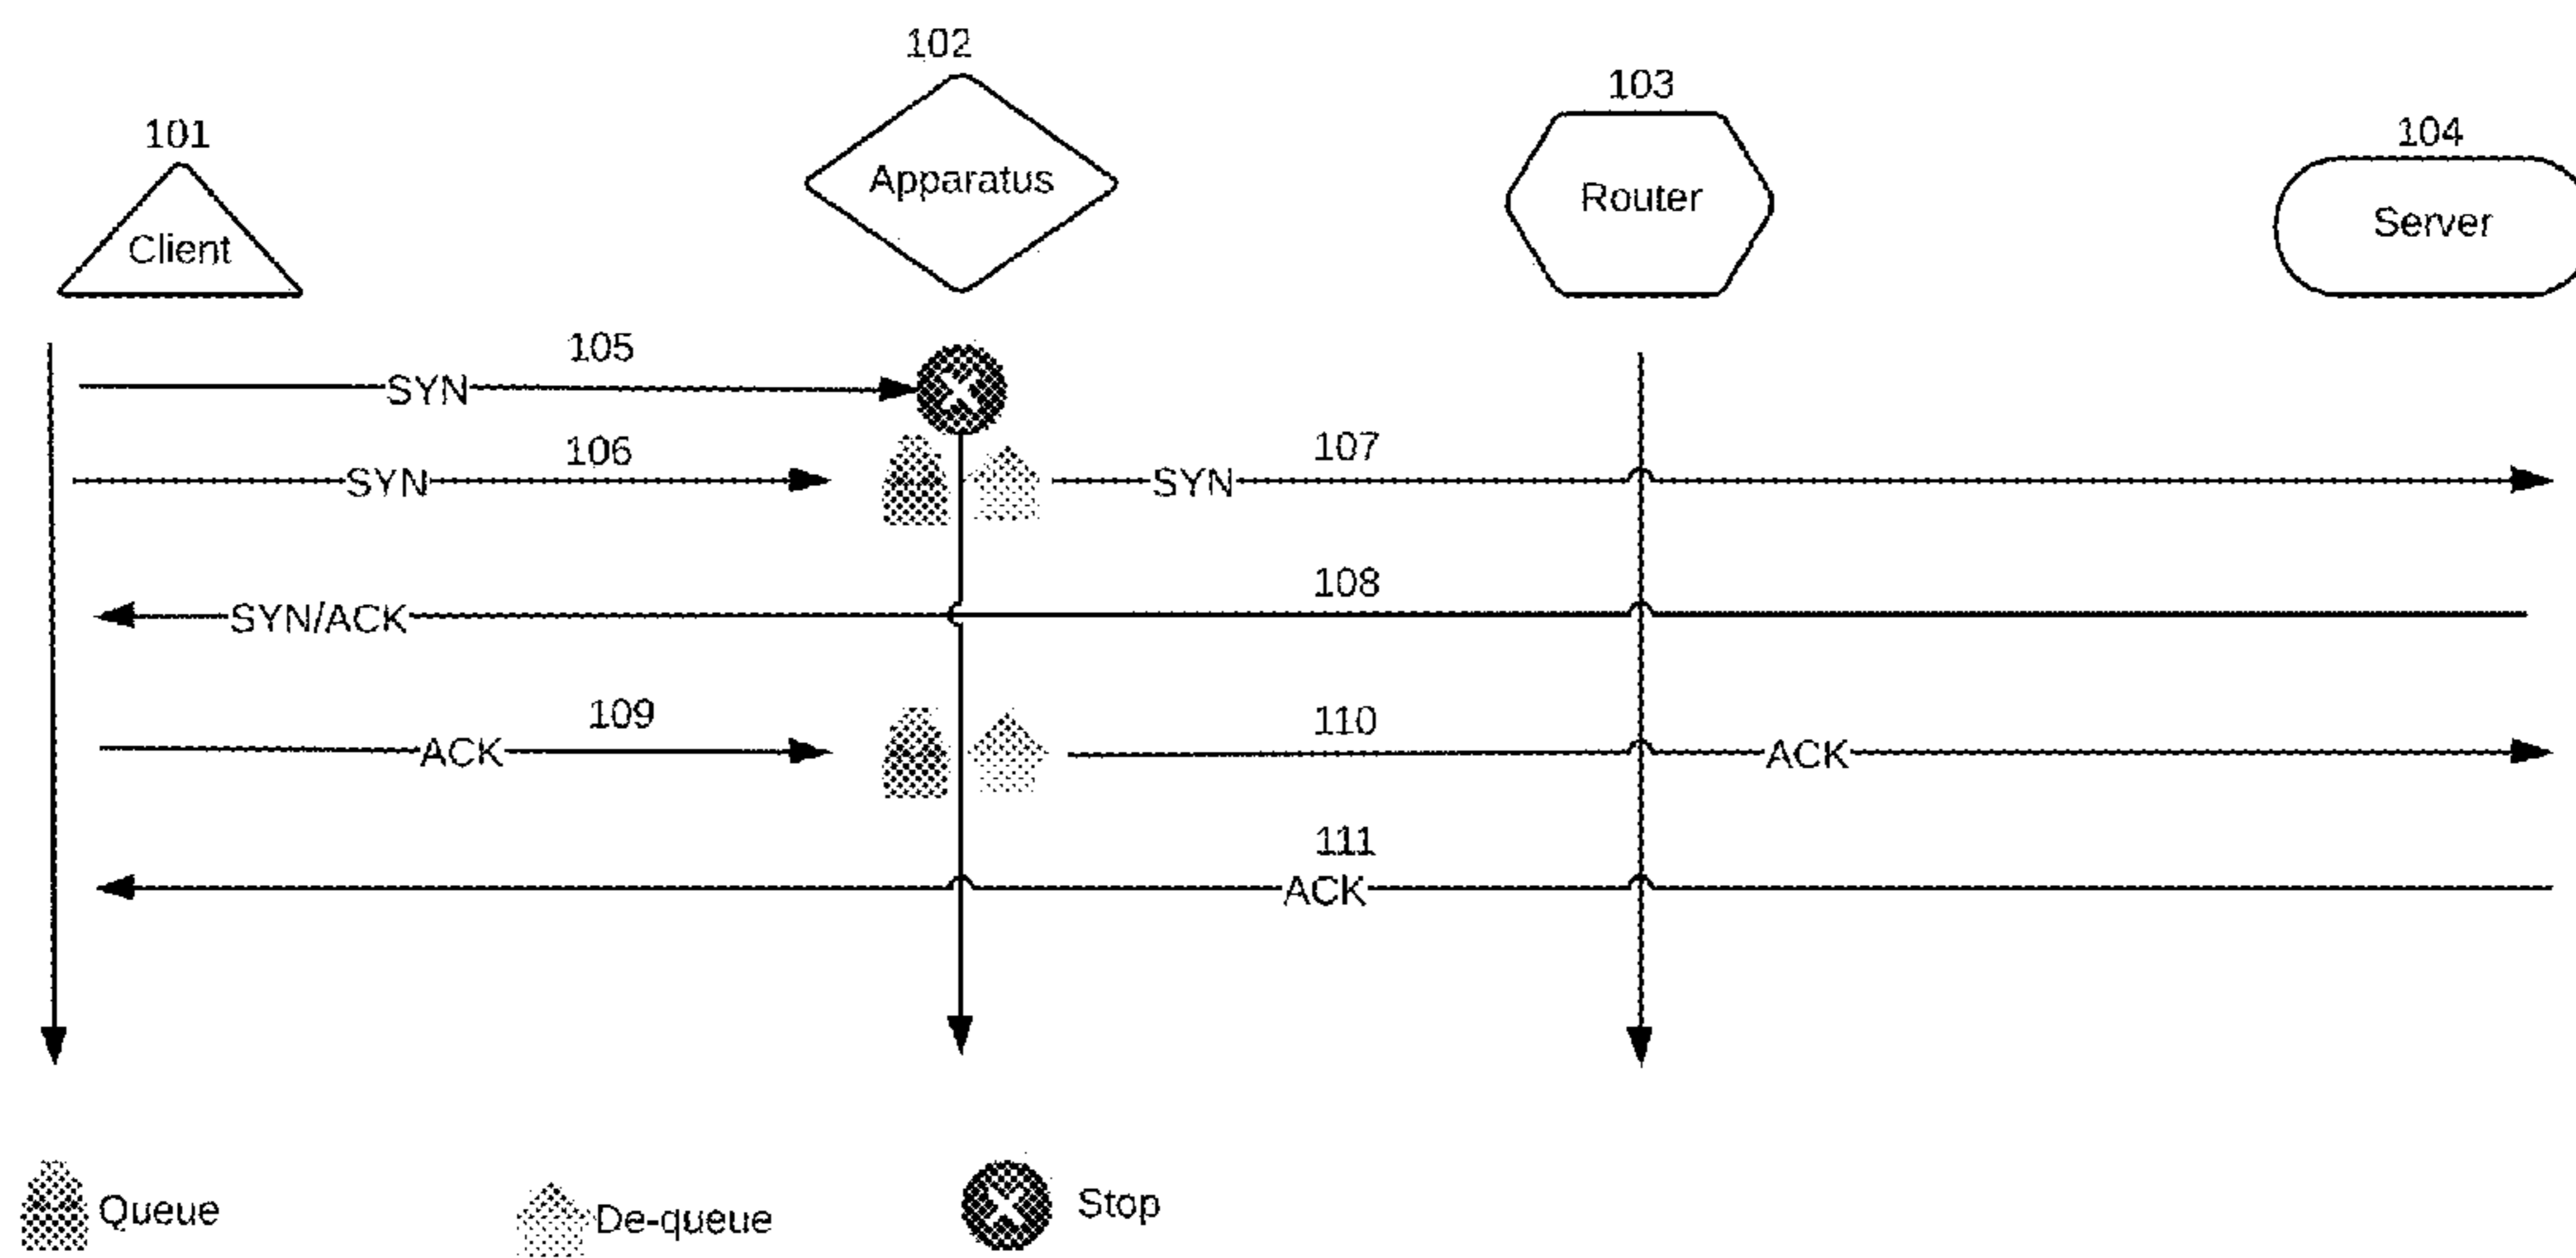 102
103
101
104
Apparatus
Router
Server
Client
105
SYN
106
107
SYN
SYN
108
SYN/ACK
109
110
ACK
ACK
111
ACK
Queue
De-queue
Stop